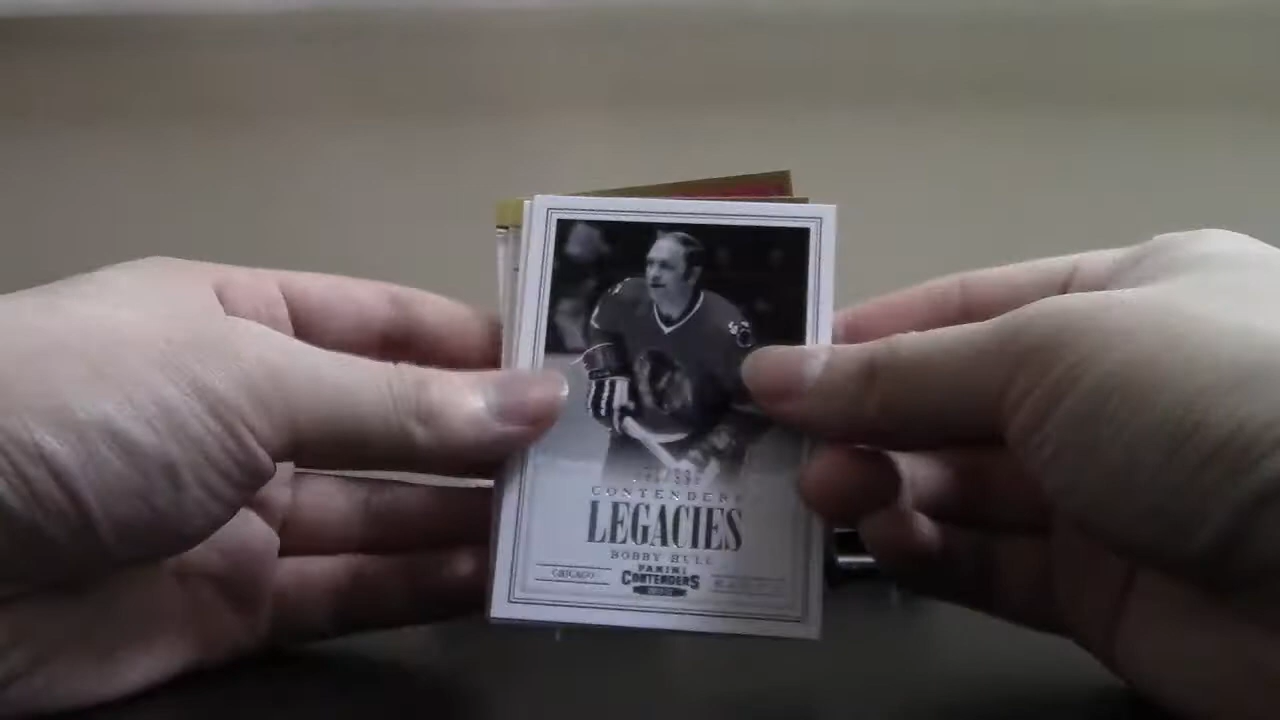 CONTENDERS
LEGACIES
BOBBY HULL
CHICAGO
PANINI
CONTENDERS